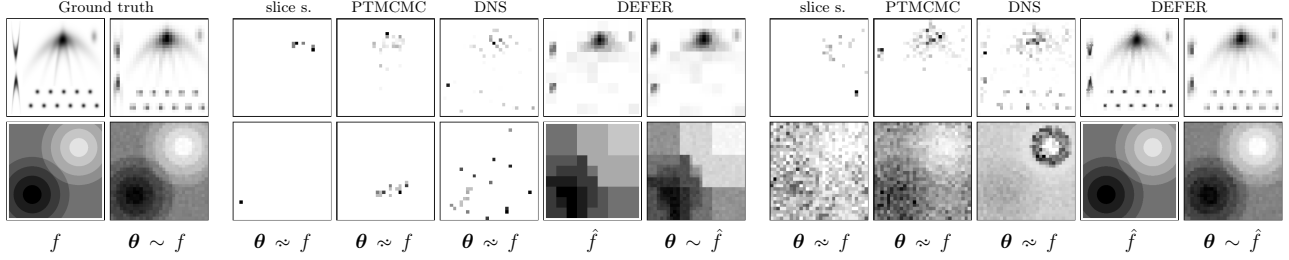 Ground truth slice s. PTMCMC DNS DEFER slice s. PTMCMC DNS DEFER
f θ ∼ f θ ≁ f θ ≁ f θ ≁ f f̂ θ ∼ f̂ θ ≁ f θ ≁ f θ ≁ f f̂ θ ∼ f̂